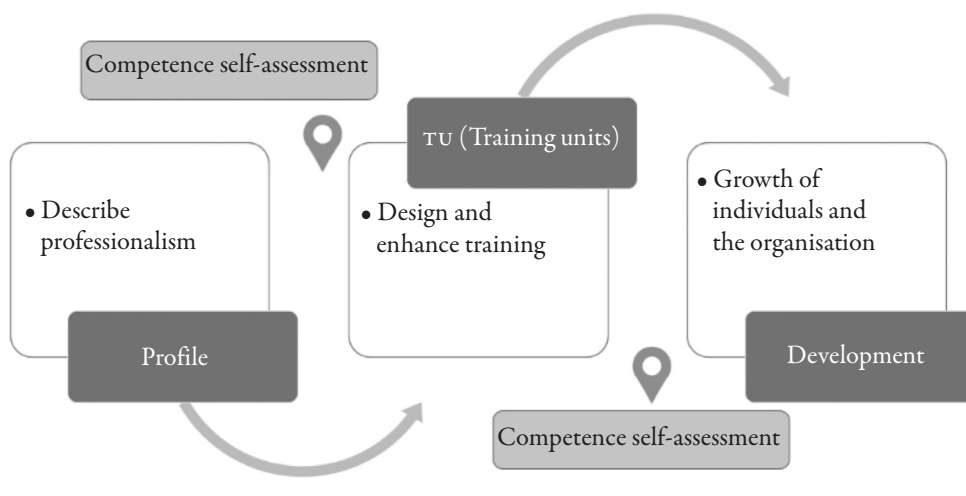 Competence self-assessment
TU (Training units)
• Describe
professionalism
• Design and
enhance training
• Growth of
individuals and
the organisation
Profile
Development
Competence self-assessment